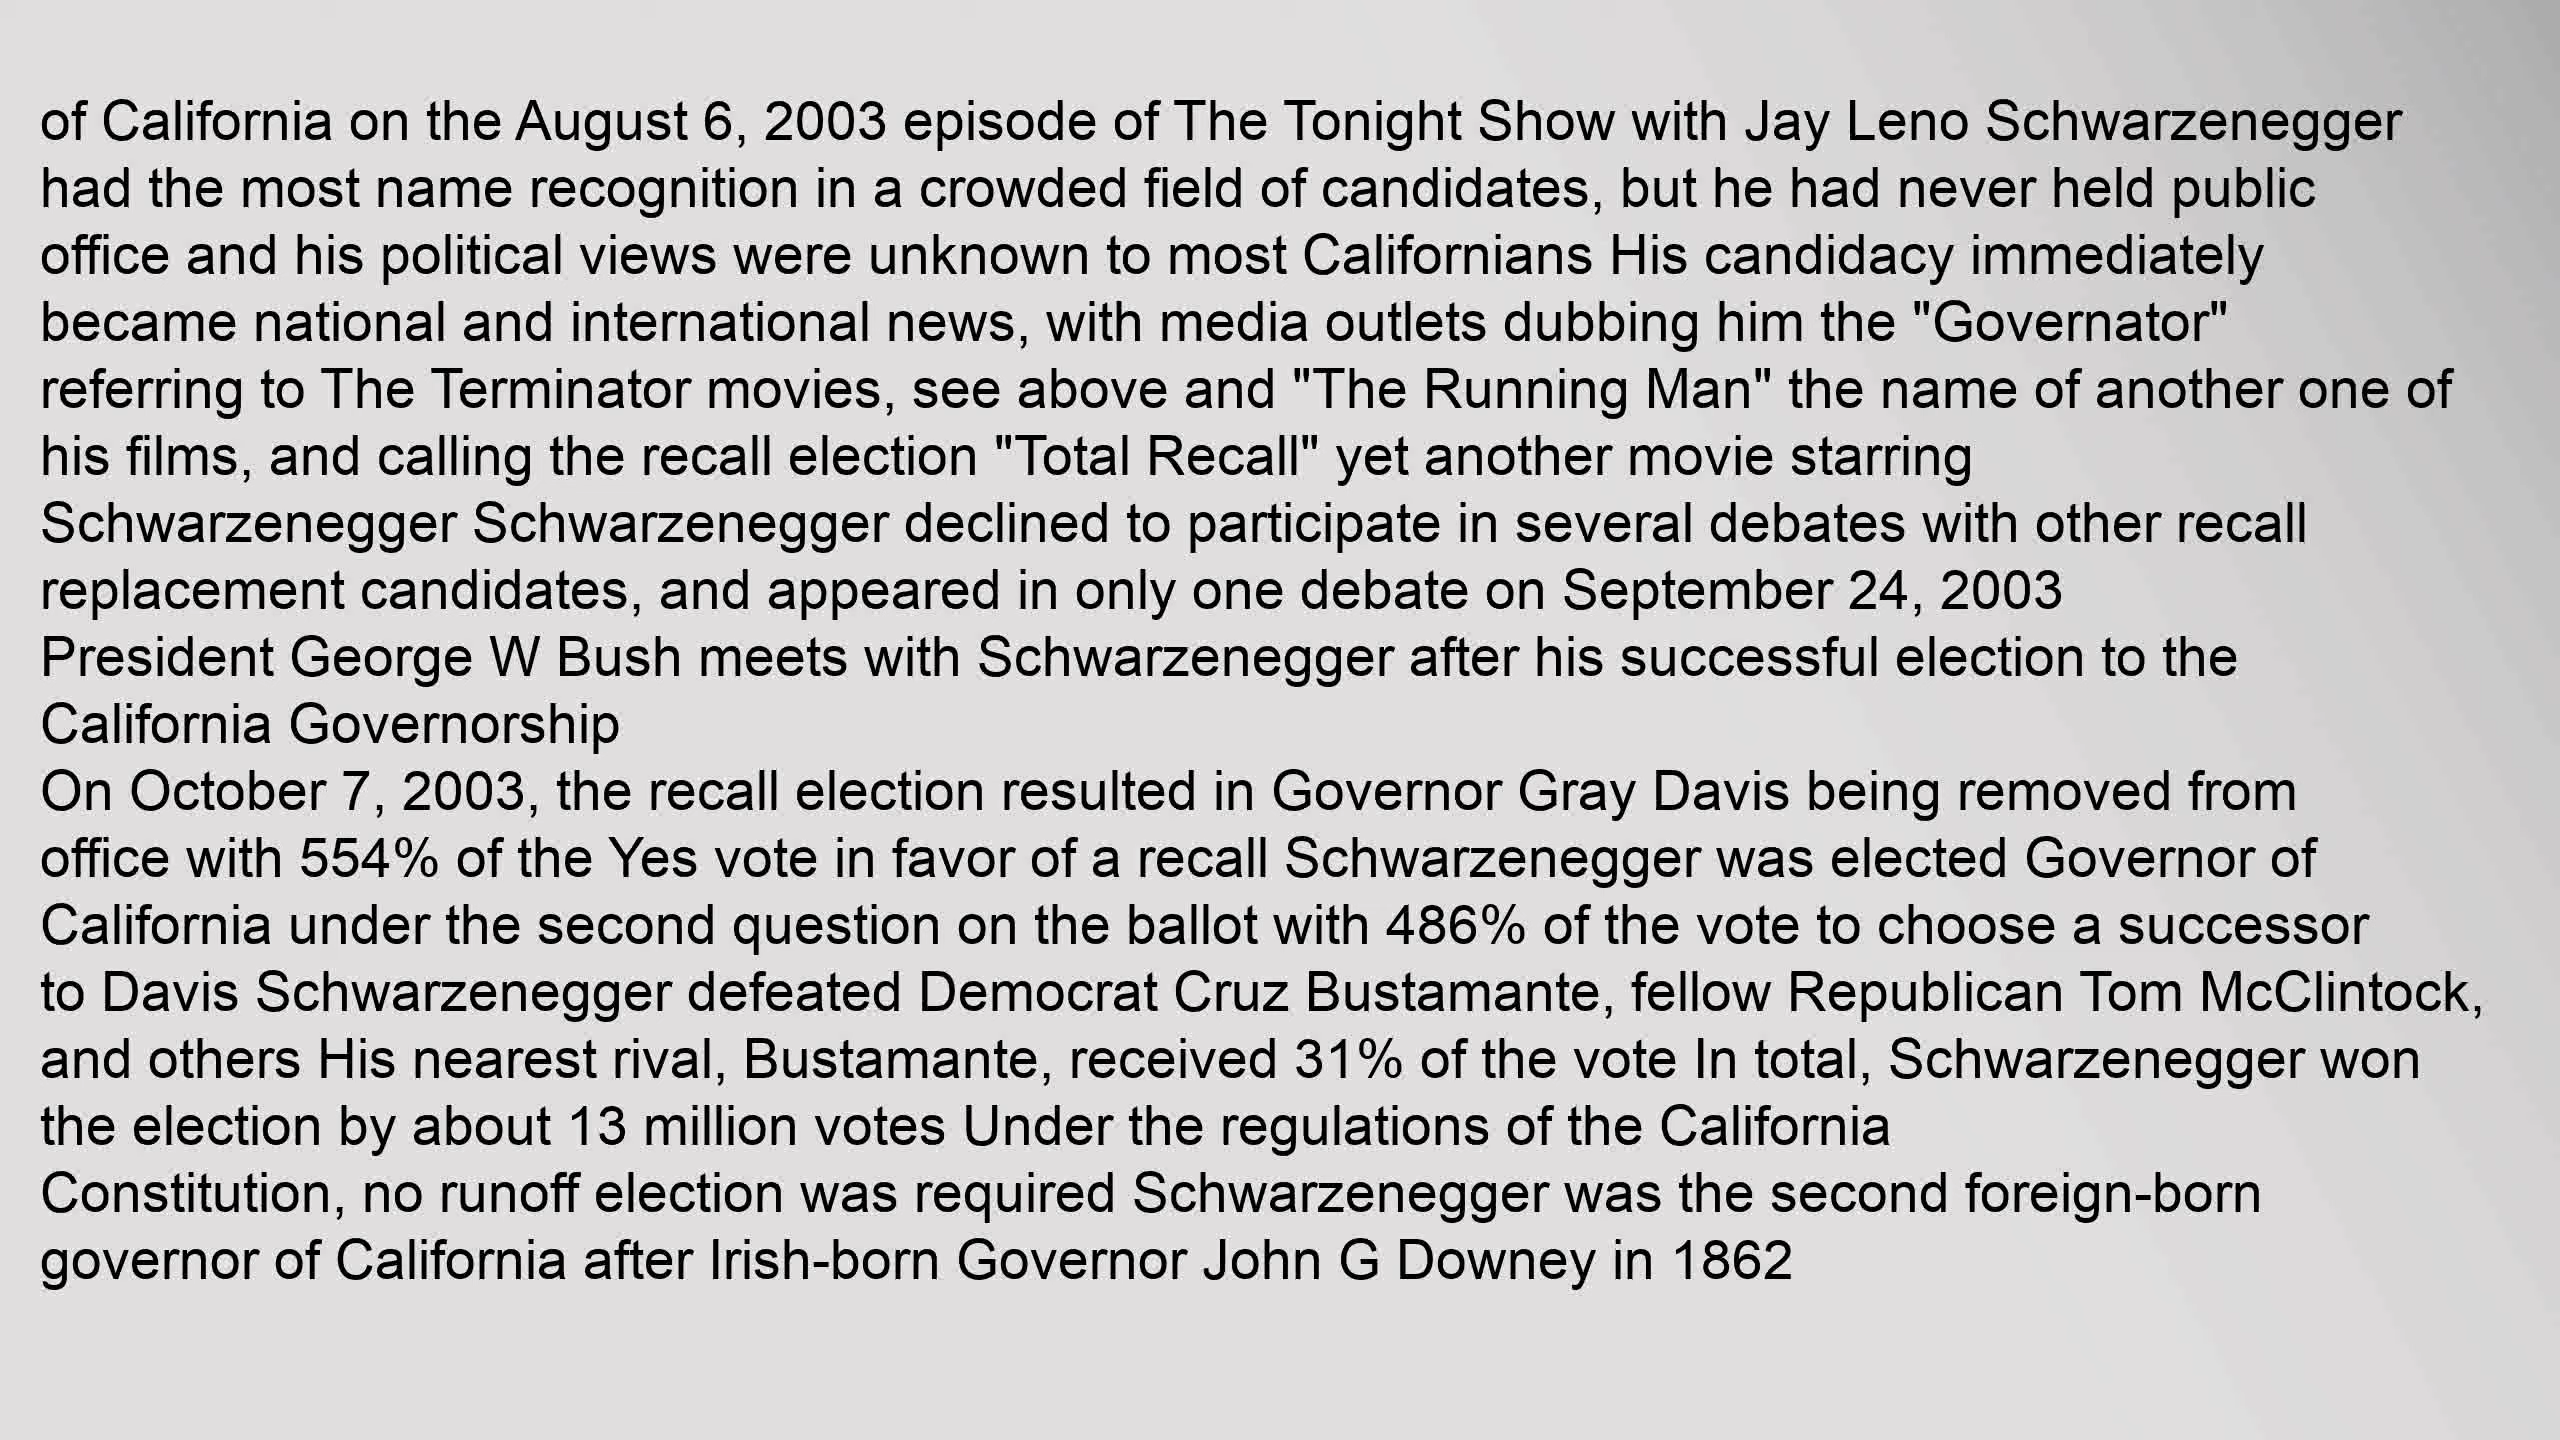 of California on the August 6, 2003 episode of The Tonight Show with Jay Leno Schwarzenegger
had the most name recognition in a crowded field of candidates, but he had never held public
office and his political views were unknown to most Californians His candidacy immediately
became national and international news, with media outlets dubbing him the "Governator"
referring to The Terminator movies, see above and "The Running Man" the name of another one of
his films, and calling the recall election "Total Recall" yet another movie starring
Schwarzenegger Schwarzenegger declined to participate in several debates with other recall
replacement candidates, and appeared in only one debate on September 24, 2003
President George W Bush meets with Schwarzenegger after his successful election to the
California Governorship
On October 7, 2003, the recall election resulted in Governor Gray Davis being removed from
office with 554% of the Yes vote in favor of a recall Schwarzenegger was elected Governor of
California under the second question on the ballot with 486% of the vote to choose a successor
to Davis Schwarzenegger defeated Democrat Cruz Bustamante, fellow Republican Tom McClintock,
and others His nearest rival, Bustamante, received 31% of the vote In total, Schwarzenegger won
the election by about 13 million votes Under the regulations of the California
Constitution, no runoff election was required Schwarzenegger was the second foreign-born
governor of California after Irish-born Governor John G Downey in 1862